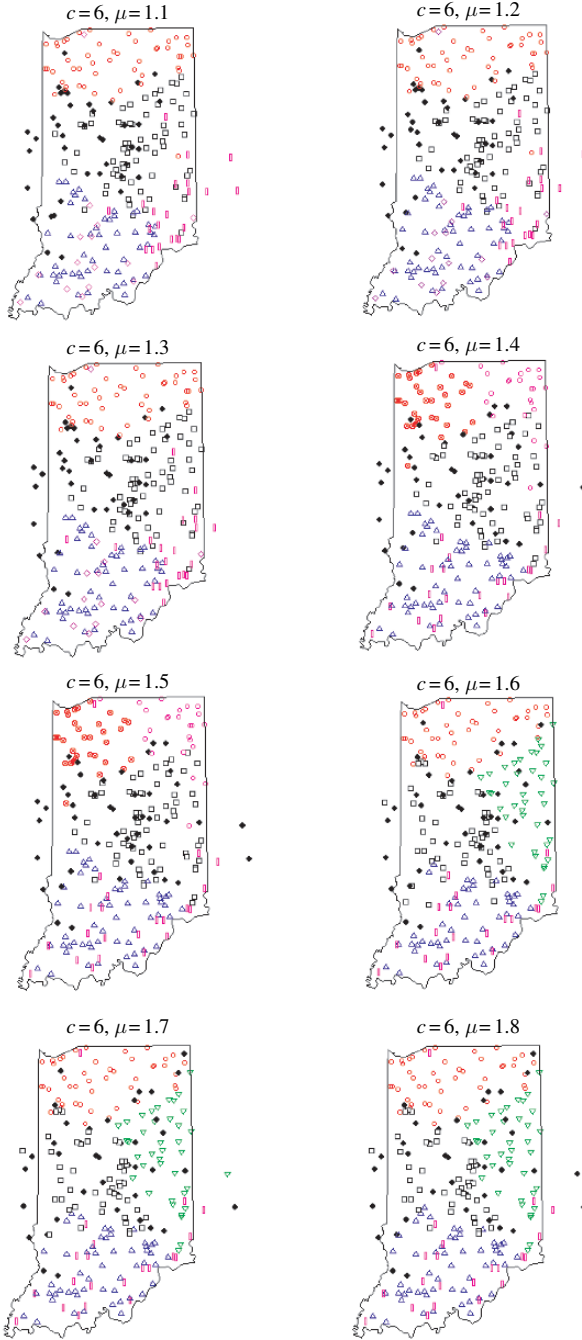 c = 6, μ = 1.1
c = 6, μ = 1.2
c = 6, μ = 1.3
c = 6, μ = 1.4
c = 6, μ = 1.5
c = 6, μ = 1.6
c = 6, μ = 1.7
c = 6, μ = 1.8